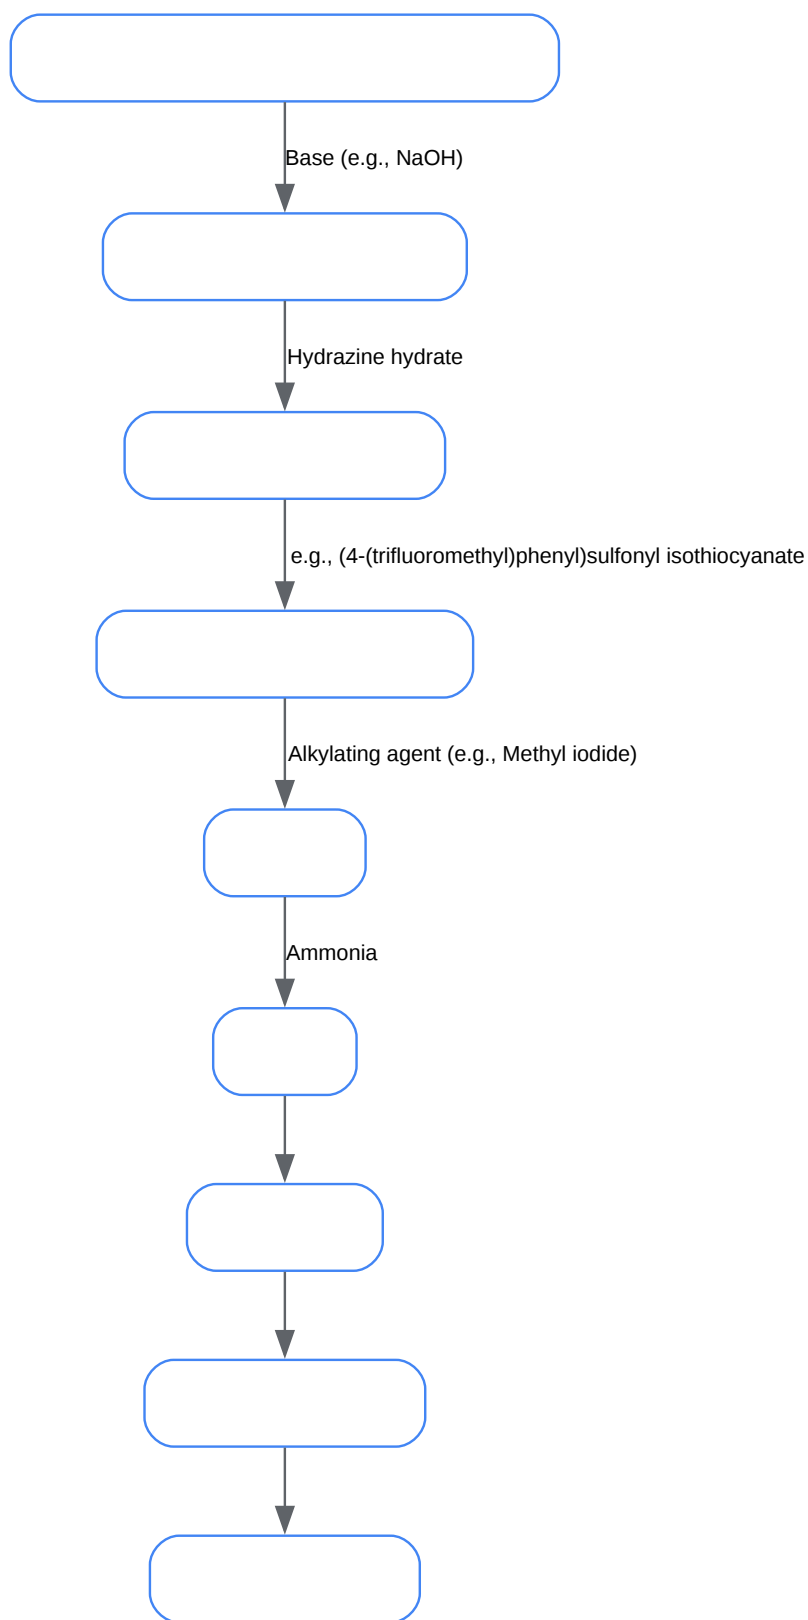 Base (e.g., NaOH)
Hydrazine hydrate
e.g., (4-(trifluoromethyl)phenyl)sulfonyl isothiocyanate
Alkylating agent (e.g., Methyl iodide)
Ammonia